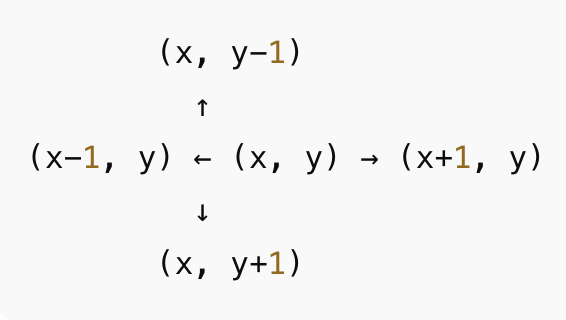 (x, y−1)
↑
(x−1, y) ← (x, y) → (x+1, y)
↓
(x, y+1)